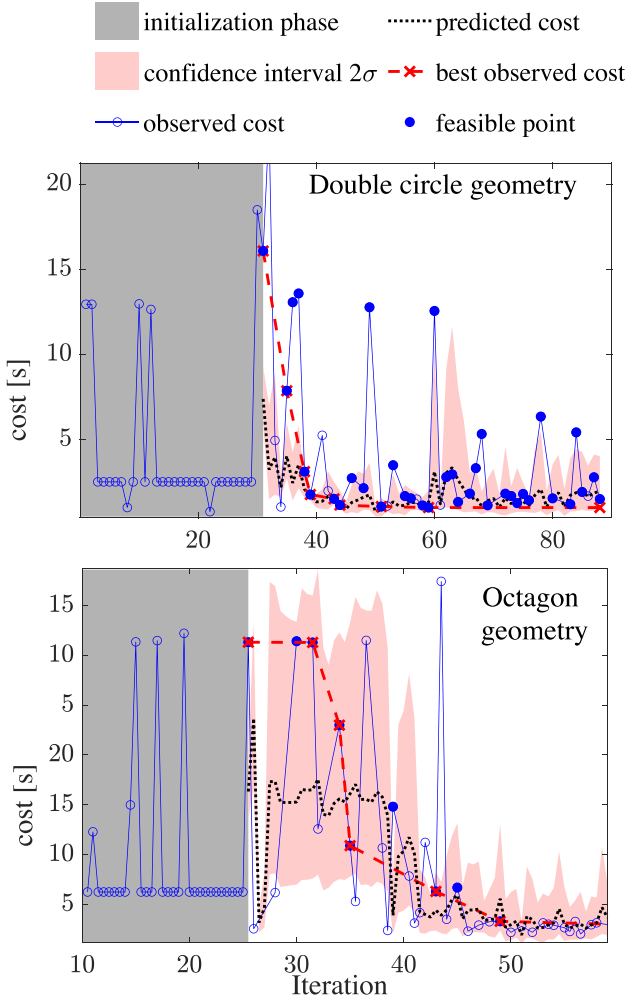 initialization phase
predicted cost
confidence interval 2σ
best observed cost
observed cost
feasible point
Double circle geometry
20
15
10
5
cost [s]
20
40
60
80
Octagon
geometry
15
10
5
20
15
10
5
cost [s]
10
20
30
40
50
Iteration